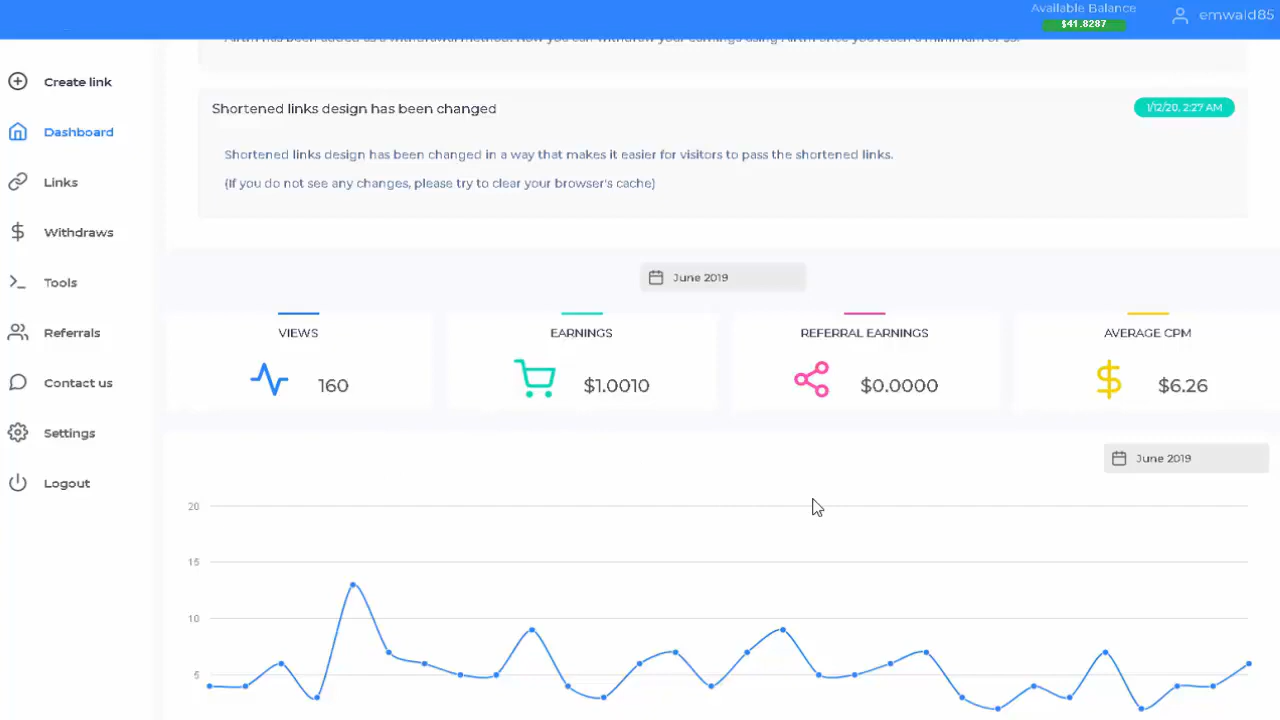 Available Balance
$41.8287
emwald85
Create link
Dashboard
Links
Withdraws
Tools
Referrals
Contact us
Settings
Logout
Shortened links design has been changed
1/12/20, 2:27 AM
Shortened links design has been changed in a way that makes it easier for visitors to pass the shortened links.
(If you do not see any changes, please try to clear your browser's cache)
June 2019
VIEWS
160
EARNINGS
$1.0010
REFERRAL EARNINGS
$0.0000
AVERAGE CPM
$6.26
June 2019
20
15
10
5